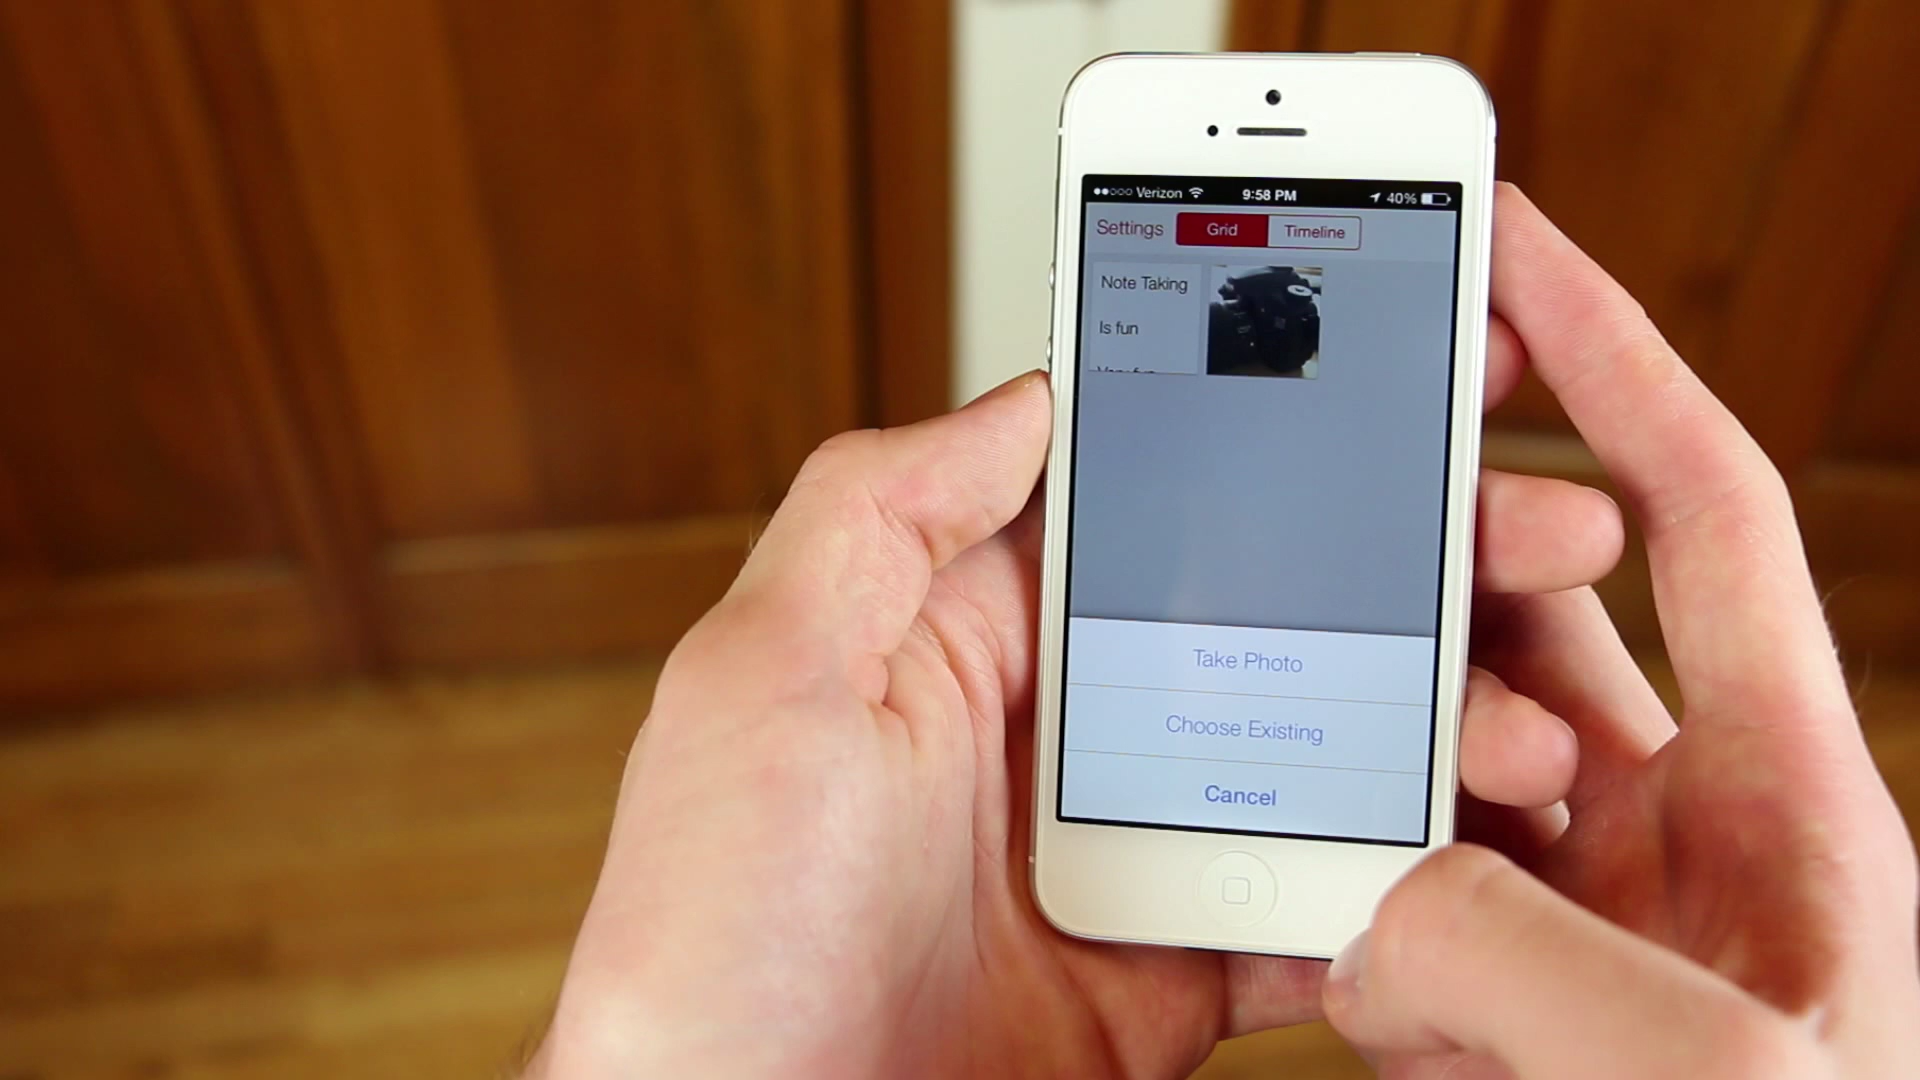 Verizon 9:58 PM 40%
Settings Grid Timeline
Note Taking
Is fun
Take Photo
Choose Existing
Cancel